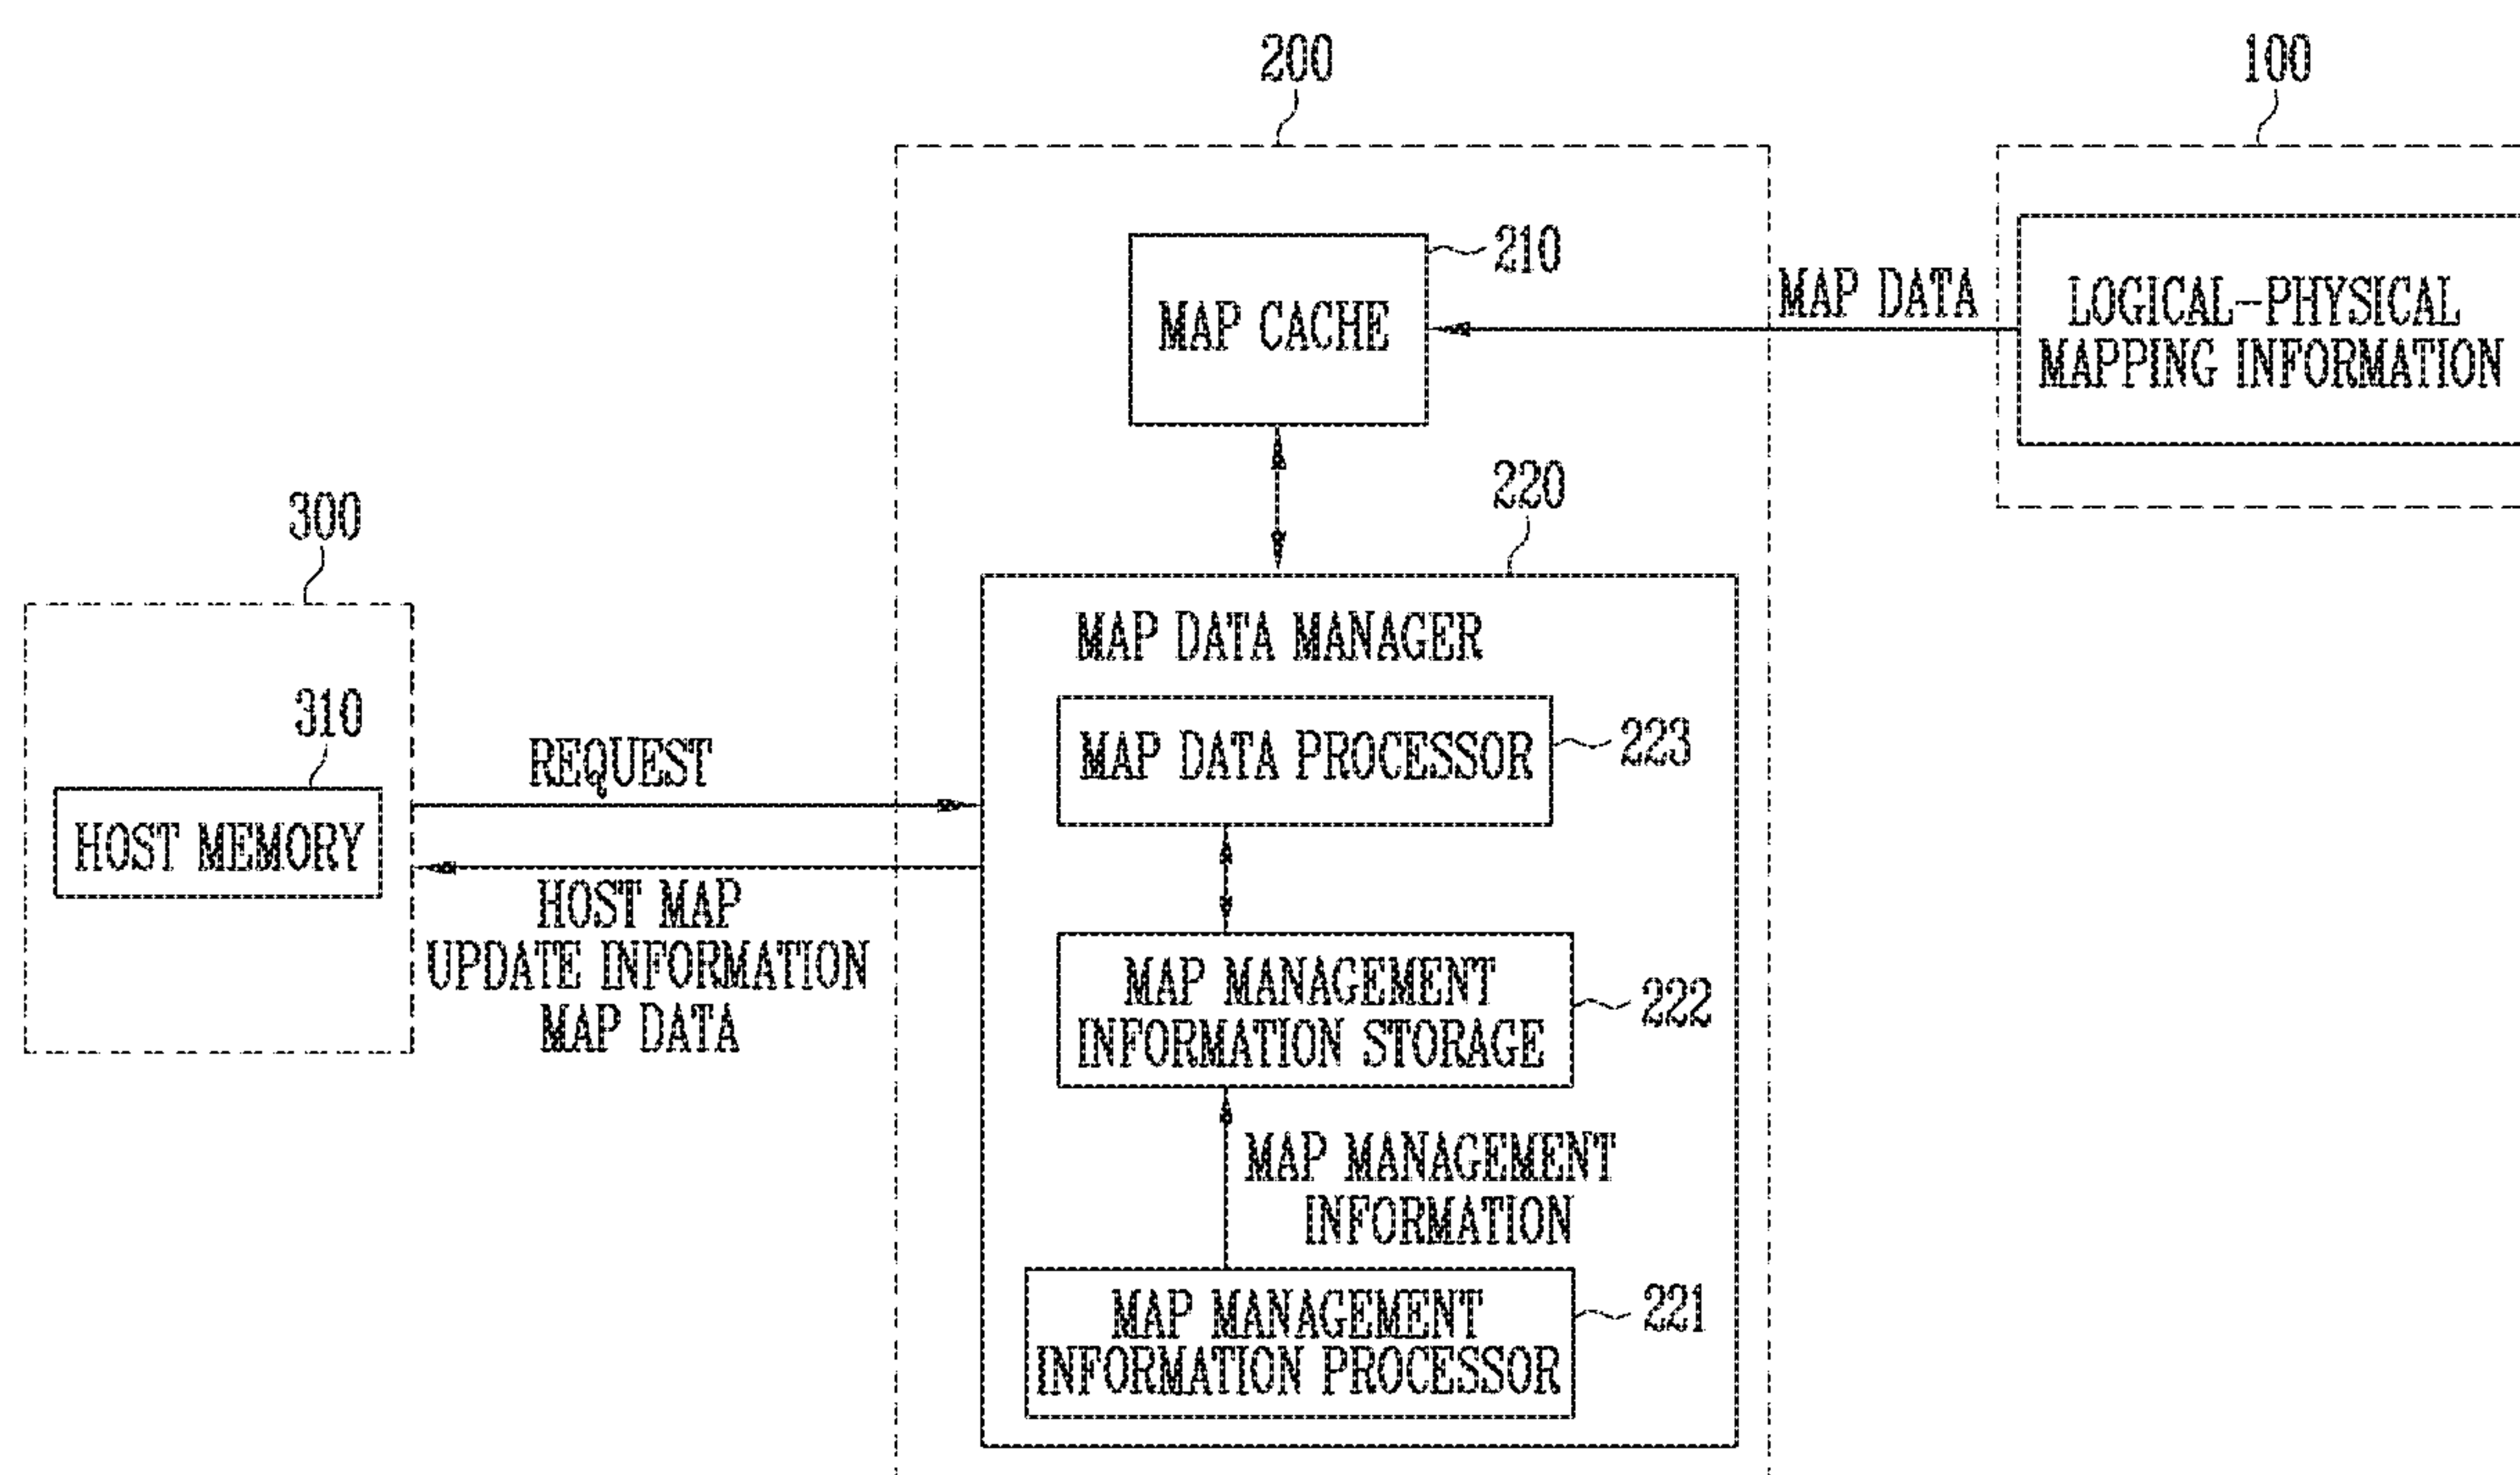 200
100
210
MAP CACHE
MAP DATA
LOGICAL-PHYSICAL
MAPPING INFORMATION
220
300
MAP DATA MANAGER
310
223
MAP DATA PROCESSOR
REQUEST
HOST MEMORY
HOST MAP
UPDATE INFORMATION
MAP DATA
MAP MANAGEMENT
INFORMATION STORAGE
222
MAP MANAGEMENT
INFORMATION
MAP MANAGEMENT
INFORMATION PROCESSOR
221